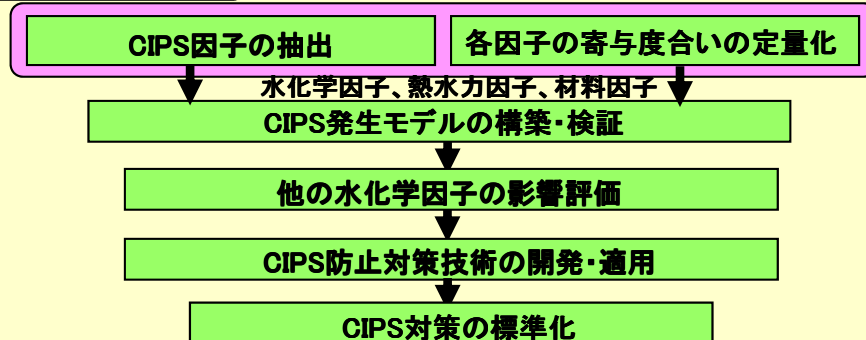 CIPS因子の抽出
各因子の寄与度合いの定量化
水化学因子、熱水力因子、材料因子
CIPS発生モデルの構築・検証
他の水化学因子の影響評価
CIPS防止対策技術の開発・適用
CIPS対策の標準化